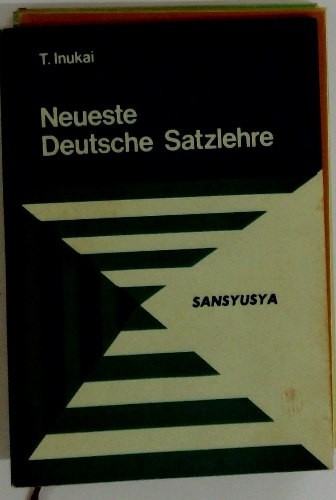 T. Inukai
Neueste
Deutsche Satzlehre
SANSYUSYA